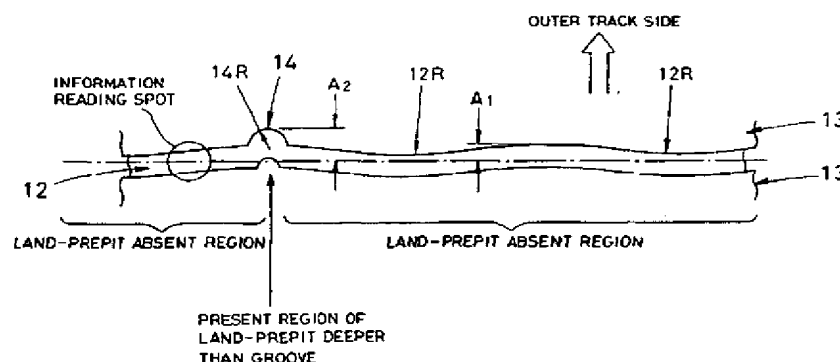 OUTER TRACK SIDE
14
14R
A2
12R
A1
12R
13
INFORMATION
READING SPOT
12
13
LAND-PREPIT ABSENT REGION
LAND-PREPIT ABSENT REGION
PRESENT REGION OF
LAND-PREPIT DEEPER
THAN GROOVE